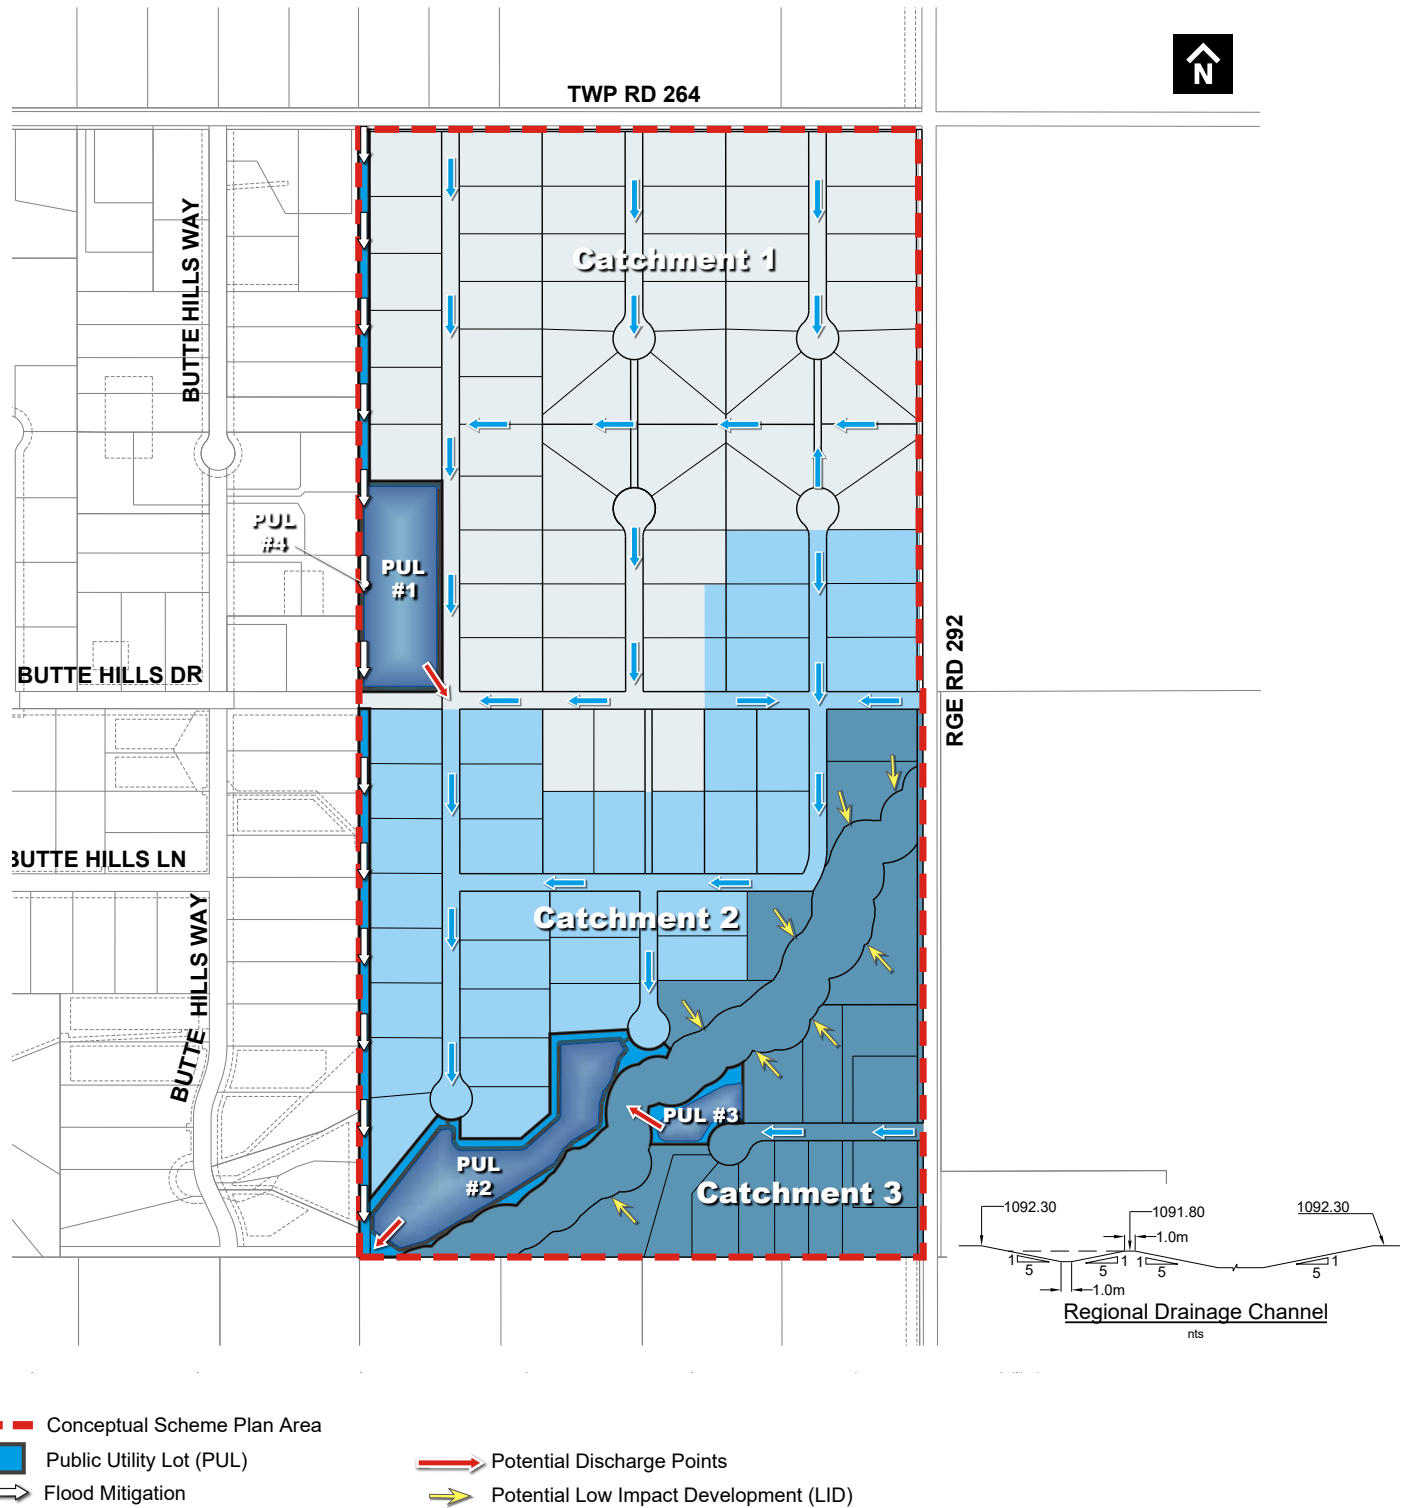 N
TWP RD 264
BUTTE HILLS WAY
Catchment 1
PUL
#4
PUL
#1
BUTTE HILLS DR
RGE RD 292
BUTTE HILLS LN
BUTTE HILLS WAY
Catchment 2
PUL #3
PUL
#2
Catchment 3
1092.30
1091.80
1092.30
1.0m
1
5
5
1
1
5
5
1
1.0m
Regional Drainage Channel
nts
Conceptual Scheme Plan Area
Public Utility Lot (PUL)
Potential Discharge Points
Flood Mitigation
Potential Low Impact Development (LID)